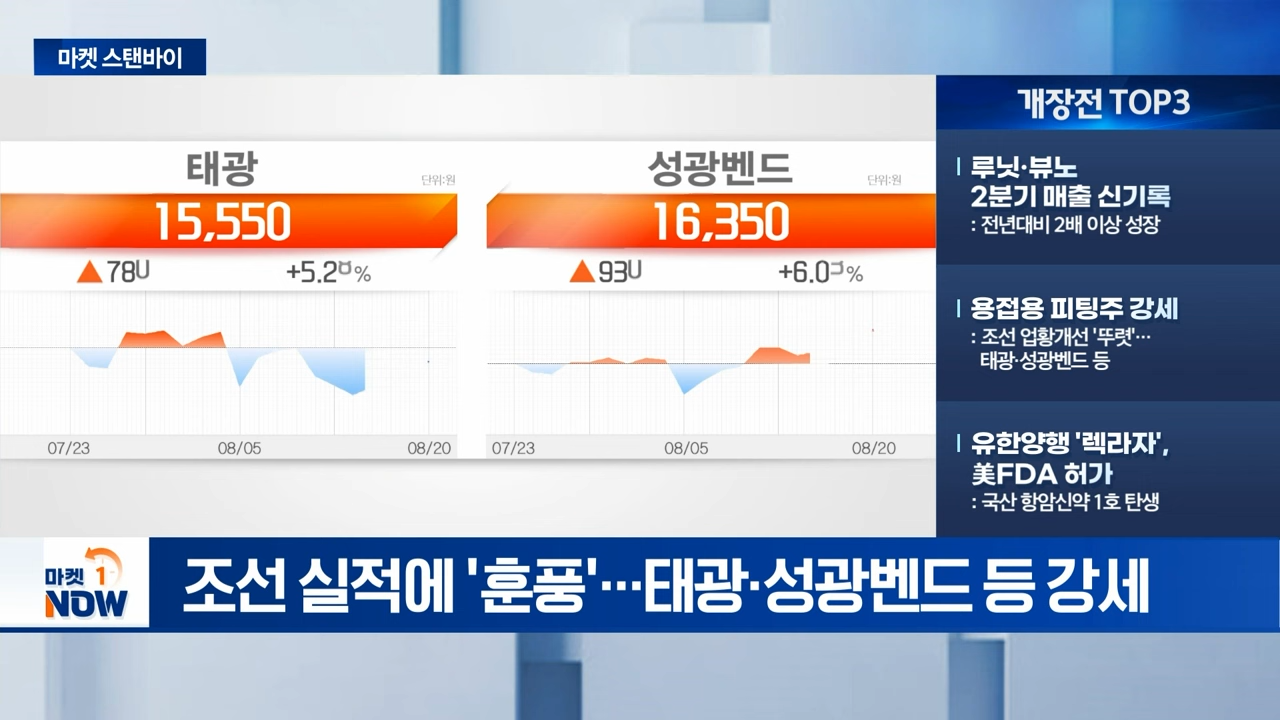 마켓 스탠바이
태광
단위:원
15,550
▲
%
07/23
08/05
08/20
성광벤드
단위:원
16,350
▲
%
07/23
08/05
08/20
개장전 TOP3
루닛·뷰노
2분기 매출 신기록
: 전년대비 2배 이상 성장
용접용 피팅주 강세
: 조선 업황개선 '뚜렷'…
태광·성광벤드 등
유한양행 '렉라자',
美FDA 허가
: 국산 항암신약 1호 탄생
마켓 1
NOW
조선 실적에 '훈풍'…태광·성광벤드 등 강세